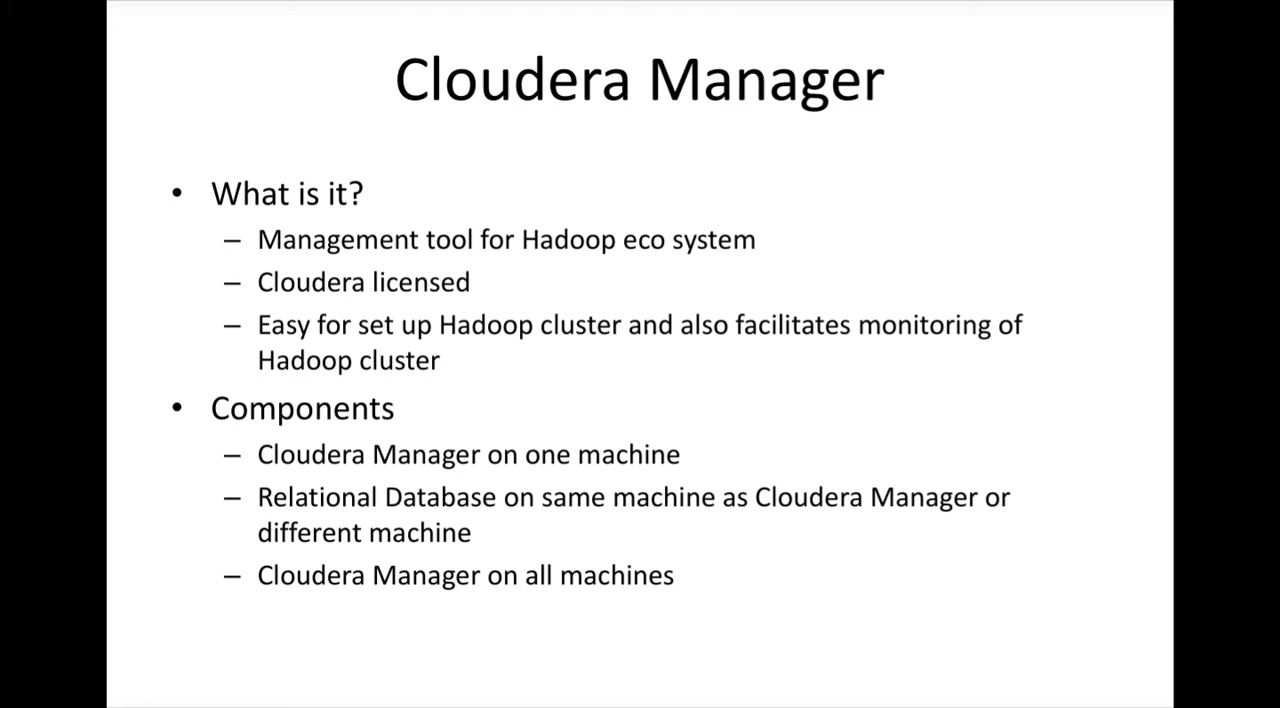 Cloudera Manager
• What is it?
– Management tool for Hadoop eco system
– Cloudera licensed
– Easy for set up Hadoop cluster and also facilitates monitoring of
Hadoop cluster
• Components
– Cloudera Manager on one machine
– Relational Database on same machine as Cloudera Manager or
different machine
– Cloudera Manager on all machines